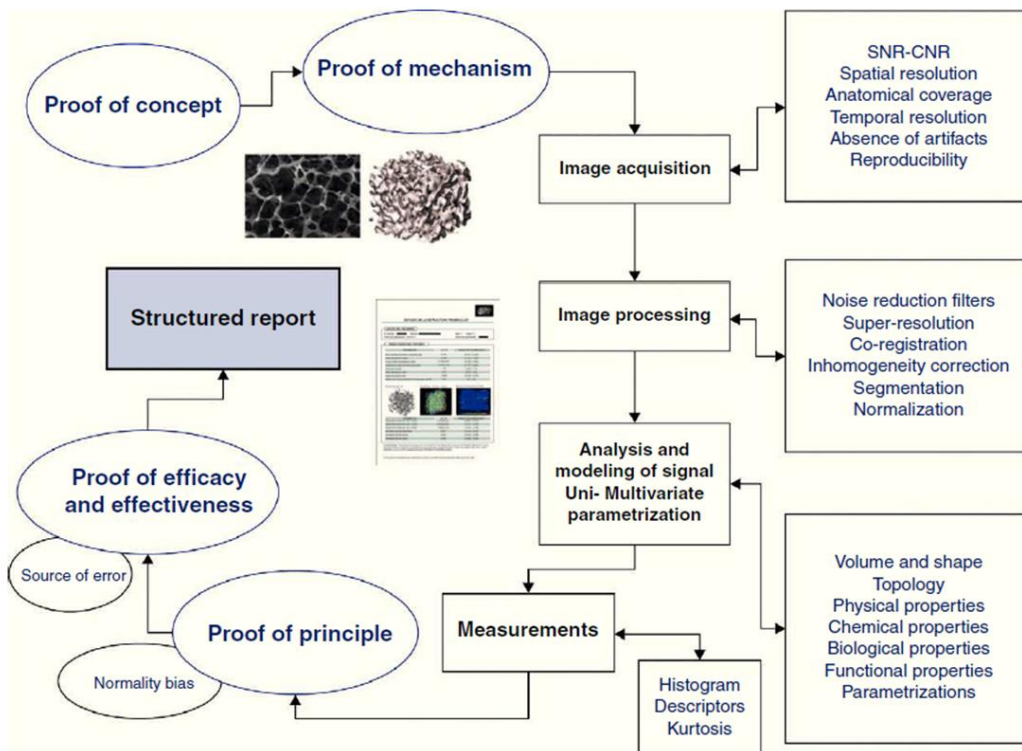 Proof of concept
Proof of mechanism
Image acquisition
SNR-CNR
Spatial resolution
Anatomical coverage
Temporal resolution
Absence of artifacts
Reproducibility
Image processing
Noise reduction filters
Super-resolution
Co-registration
Inhomogeneity correction
Segmentation
Normalization
Analysis and
modeling of signal
Uni- Multivariate
parametrization
Volume and shape
Topology
Physical properties
Chemical properties
Biological properties
Functional properties
Parametrizations
Measurements
Histogram
Descriptors
Kurtosis
Proof of principle
Normality bias
Proof of efficacy
and effectiveness
Source of error
Structured report